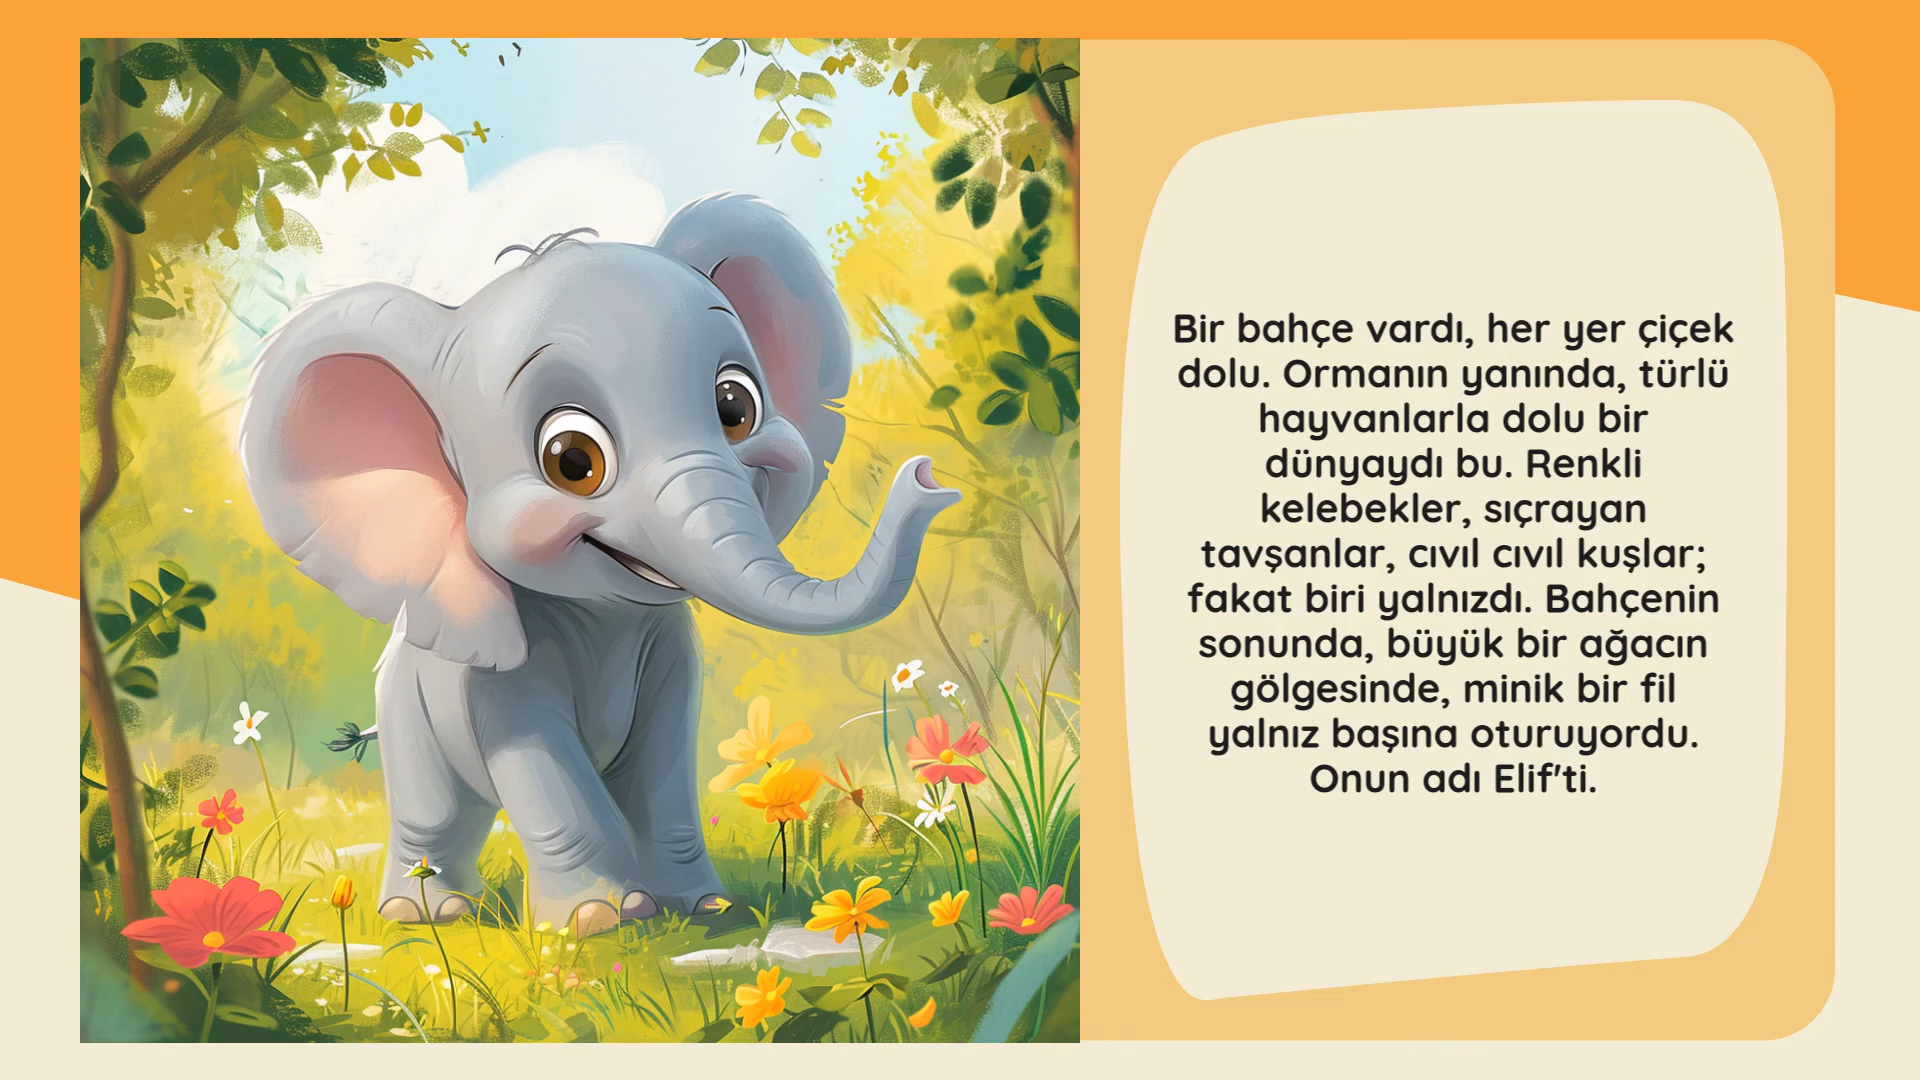 Bir bahçe vardı, her yer çiçek
dolu. Ormanın yanında, türlü
hayvanlarla dolu bir
dünyaydı bu. Renkli
kelebekler, sıçrayan
tavşanlar, cıvıl cıvıl kuşlar;
fakat biri yalnızdı. Bahçenin
sonunda, büyük bir ağacın
gölgesinde, minik bir fil
yalnız başına oturuyordu.
Onun adı Elif'ti.